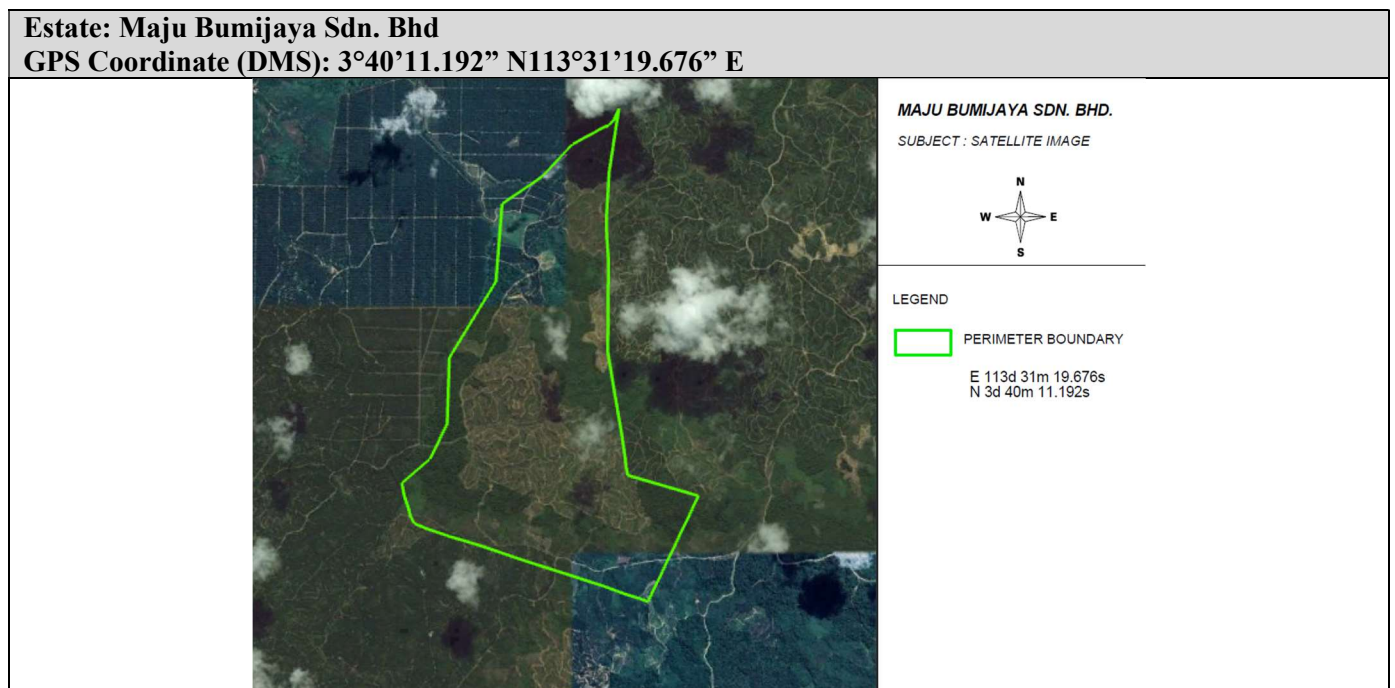 Estate: Maju Bumijaya Sdn. Bhd
GPS Coordinate (DMS): 3°40’11.192” N113°31’19.676” E
MAJU BUMIJAYA SDN. BHD.
SUBJECT : SATELLITE IMAGE
N
W E
S
LEGEND
PERIMETER BOUNDARY
E 113d 31m 19.676s
N 3d 40m 11.192s